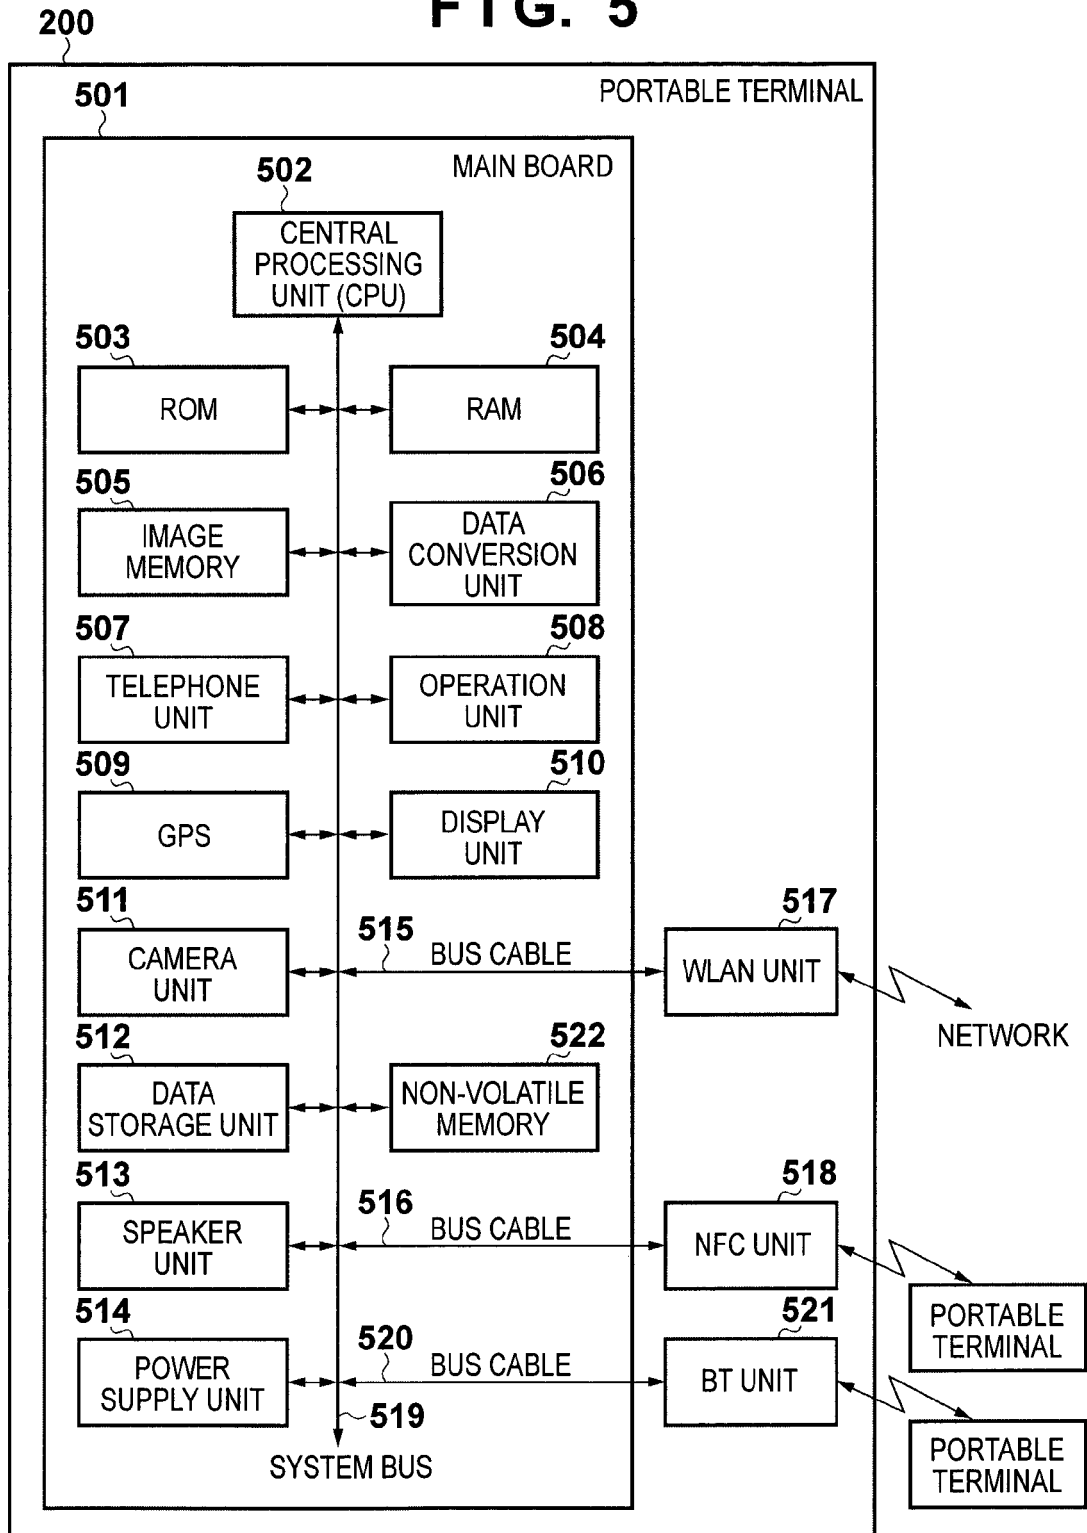 FIG. 5
200
PORTABLE TERMINAL
501
MAIN BOARD
502
CENTRAL
PROCESSING
UNIT (CPU)
503
ROM
504
RAM
505
IMAGE
MEMORY
506
DATA
CONVERSION
UNIT
507
TELEPHONE
UNIT
508
OPERATION
UNIT
509
GPS
510
DISPLAY
UNIT
511
CAMERA
UNIT
515
BUS CABLE
517
WLAN UNIT
NETWORK
512
DATA
STORAGE UNIT
522
NON-VOLATILE
MEMORY
513
SPEAKER
UNIT
516
BUS CABLE
518
NFC UNIT
PORTABLE
TERMINAL
514
POWER
SUPPLY UNIT
520
BUS CABLE
521
BT UNIT
PORTABLE
TERMINAL
519
SYSTEM BUS